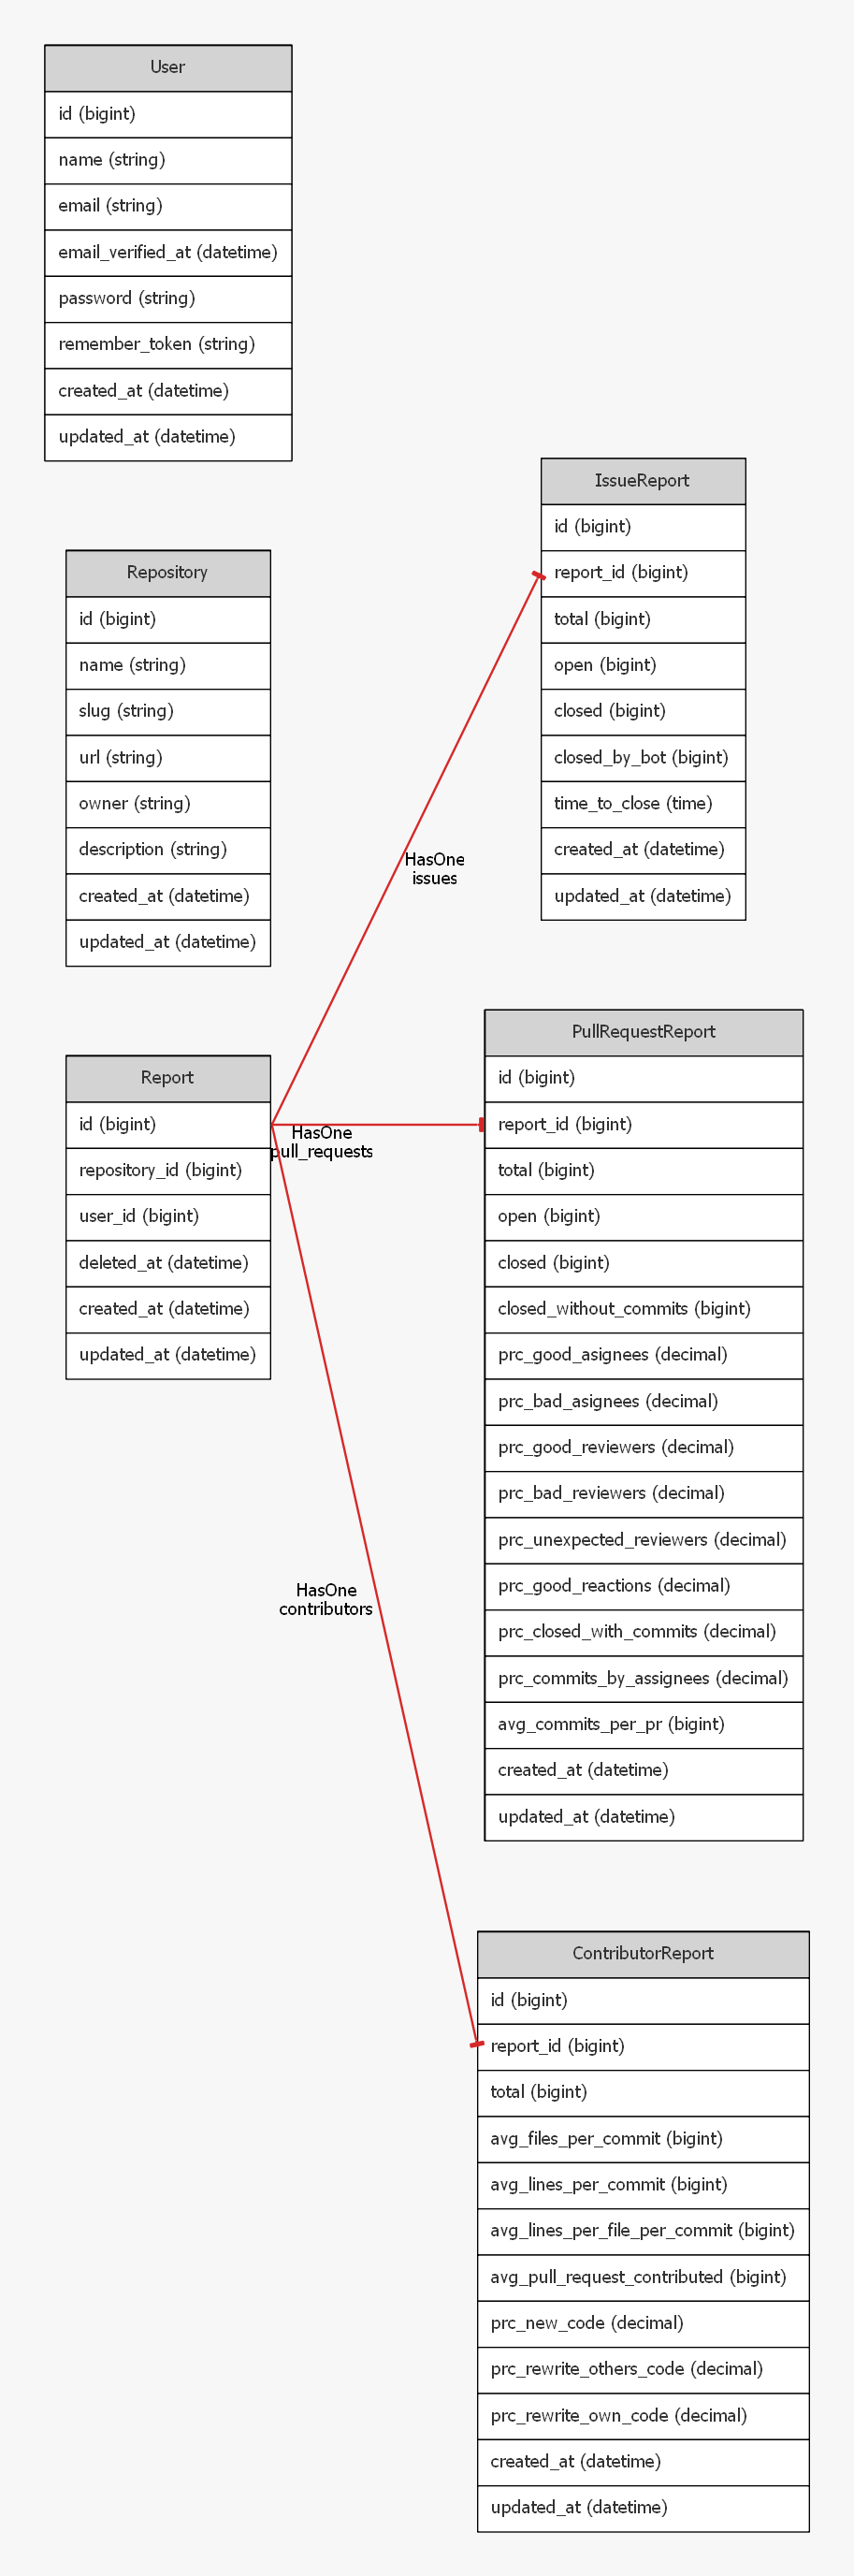 User
id (bigint)
name (string)
email (string)
email_verified_at (datetime)
password (string)
remember_token (string)
created_at (datetime)
updated_at (datetime)
Repository
id (bigint)
name (string)
slug (string)
url (string)
owner (string)
description (string)
created_at (datetime)
updated_at (datetime)
Report
id (bigint)
repository_id (bigint)
user_id (bigint)
deleted_at (datetime)
created_at (datetime)
updated_at (datetime)
HasOne
issues
HasOne
pull_requests
HasOne
contributors
IssueReport
id (bigint)
report_id (bigint)
total (bigint)
open (bigint)
closed (bigint)
closed_by_bot (bigint)
time_to_close (time)
created_at (datetime)
updated_at (datetime)
PullRequestReport
id (bigint)
report_id (bigint)
total (bigint)
open (bigint)
closed (bigint)
closed_without_commits (bigint)
prc_good_asignees (decimal)
prc_bad_asignees (decimal)
prc_good_reviewers (decimal)
prc_bad_reviewers (decimal)
prc_unexpected_reviewers (decimal)
prc_good_reactions (decimal)
prc_closed_with_commits (decimal)
prc_commits_by_assignees (decimal)
avg_commits_per_pr (bigint)
created_at (datetime)
updated_at (datetime)
ContributorReport
id (bigint)
report_id (bigint)
total (bigint)
avg_files_per_commit (bigint)
avg_lines_per_commit (bigint)
avg_lines_per_file_per_commit (bigint)
avg_pull_request_contributed (bigint)
prc_new_code (decimal)
prc_rewrite_others_code (decimal)
prc_rewrite_own_code (decimal)
created_at (datetime)
updated_at (datetime)